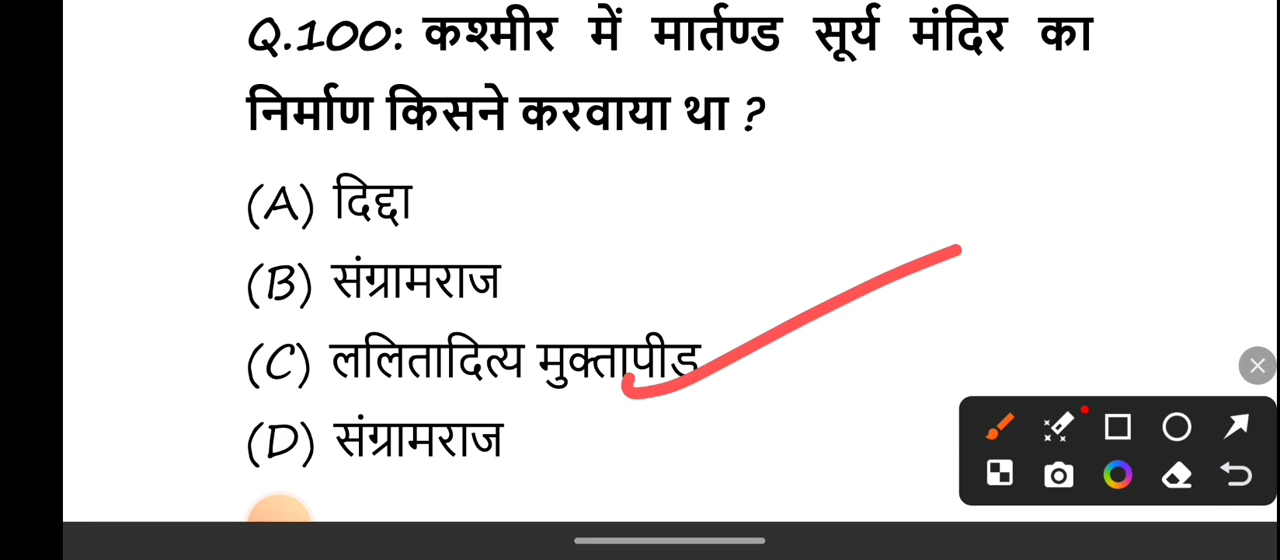 Q.100: कश्मीर में मार्तण्ड सूर्य मंदिर का
निर्माण किसने करवाया था ?
(A) दिद्दा
(B) संग्रामराज
(C) ललितादित्य मुक्तापीड
(D) संग्रामराज